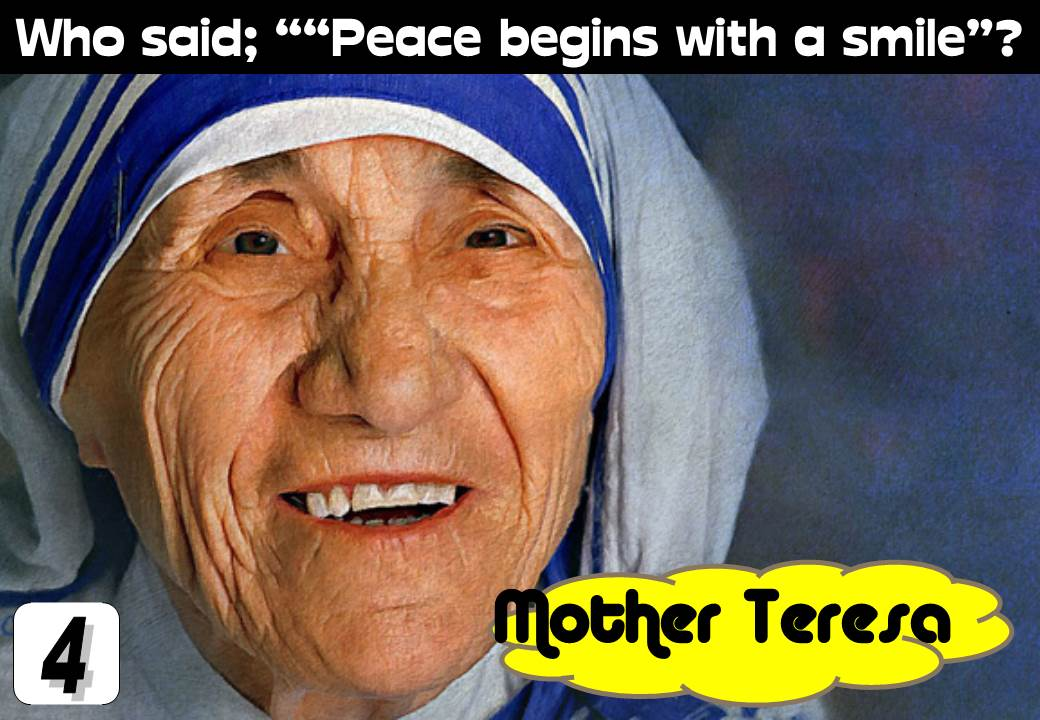 Who said; ““Peace begins with a smile”?
Mother Teresa
4